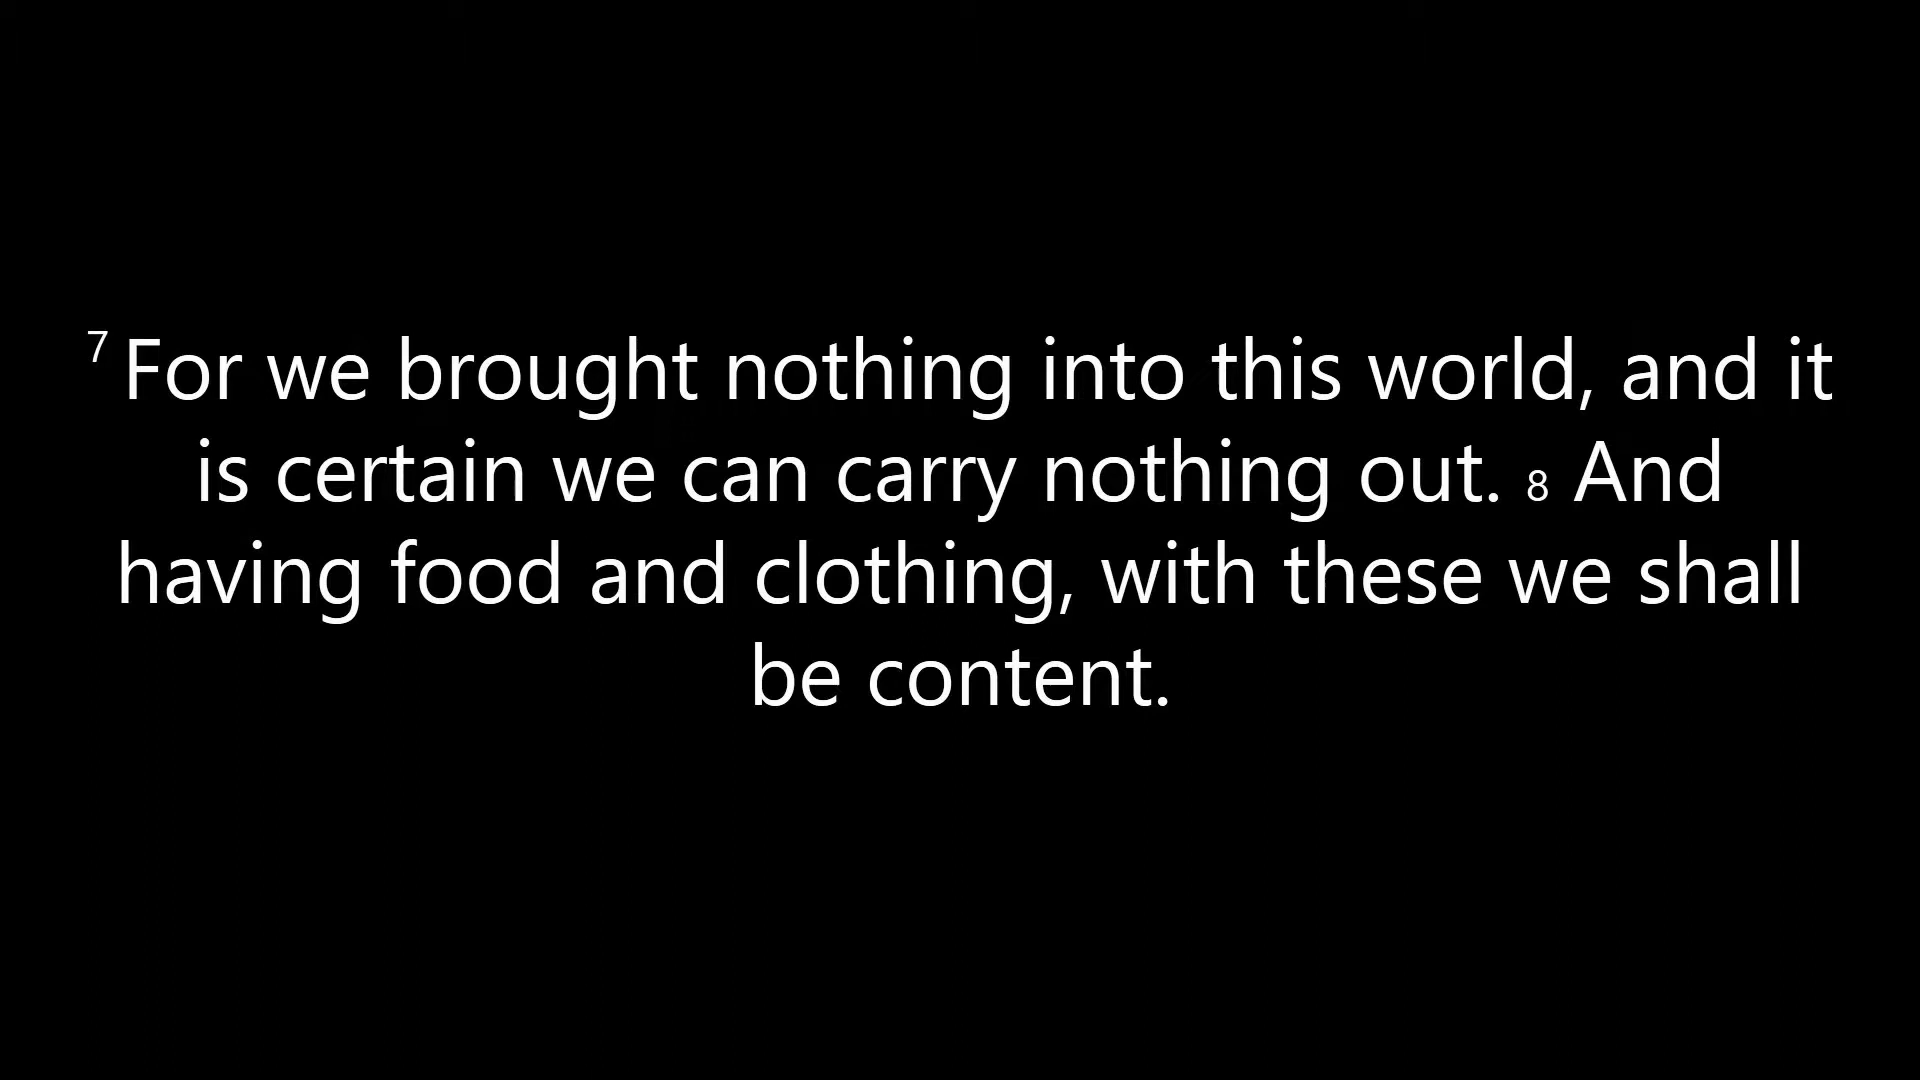 7 For we brought nothing into this world, and it
is certain we can carry nothing out. 8 And
having food and clothing, with these we shall
be content.